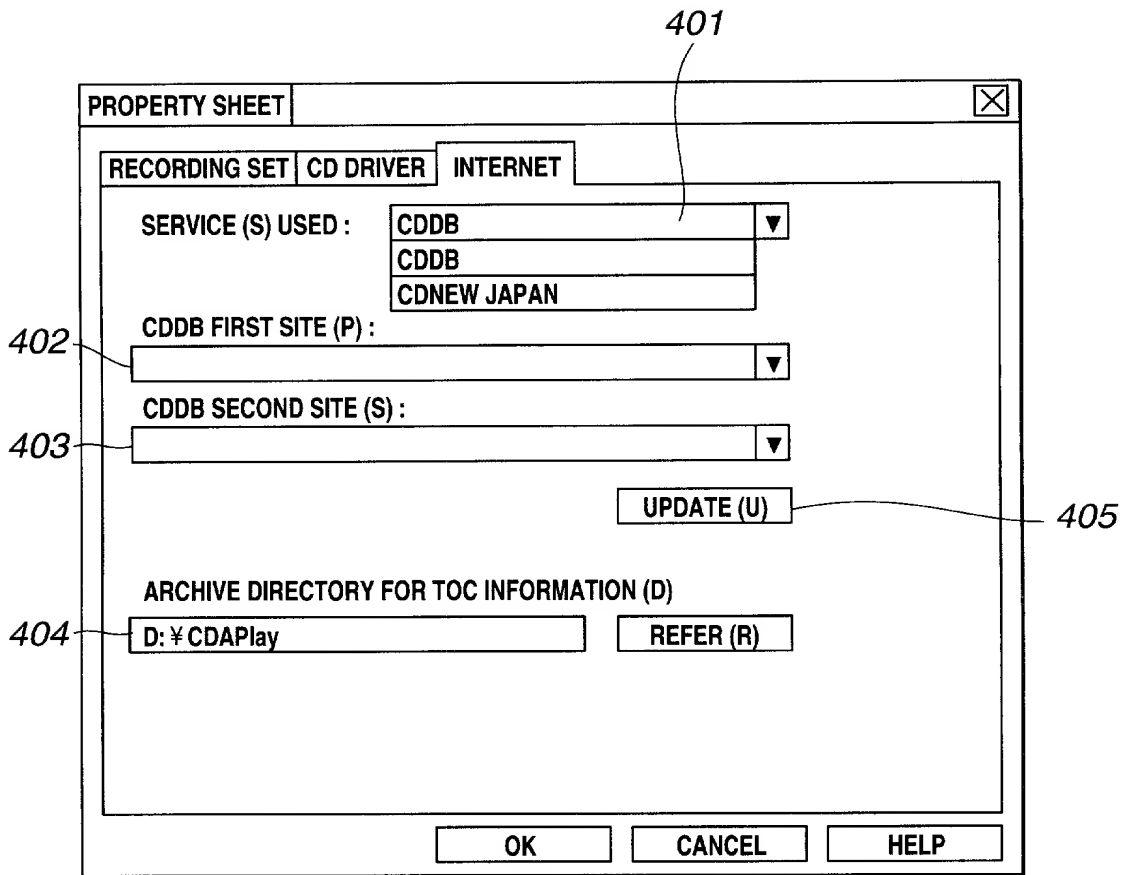 401
PROPERTY SHEET
RECORDING SET CD DRIVER INTERNET
SERVICE (S) USED : CDDB
CDDB
CDNEW JAPAN
CDDB FIRST SITE (P) :
402
CDDB SECOND SITE (S) :
403
UPDATE (U)
405
ARCHIVE DIRECTORY FOR TOC INFORMATION (D)
404 D: ¥ CDAPlay REFER (R)
OK CANCEL HELP